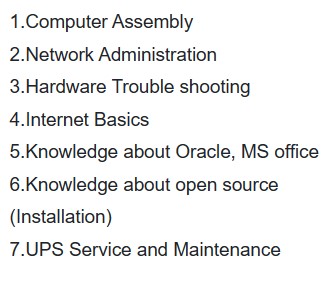 1.Computer Assembly
2.Network Administration
3.Hardware Trouble shooting
4.Internet Basics
5.Knowledge about Oracle, MS office
6.Knowledge about open source
(Installation)
7.UPS Service and Maintenance